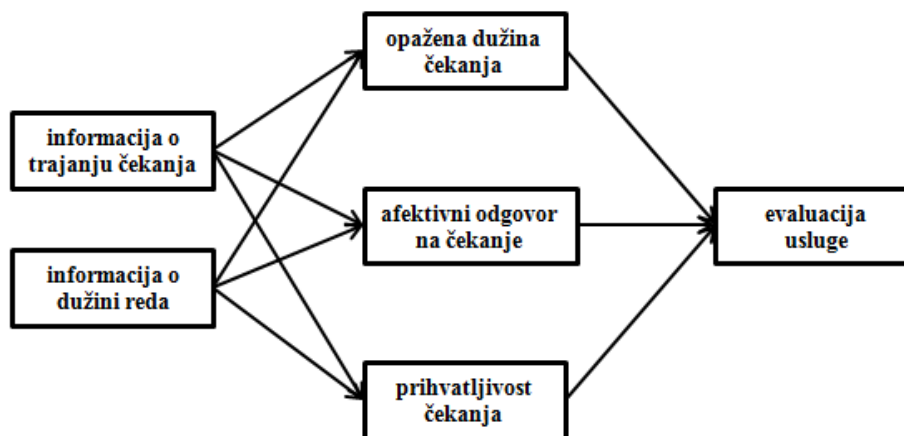 opažena dužina
čekanja
informacija o
trajanju čekanja
afektivni odgovor
na čekanje
evaluacija
usluge
informacija o
dužini reda
prihvatljivost
čekanja